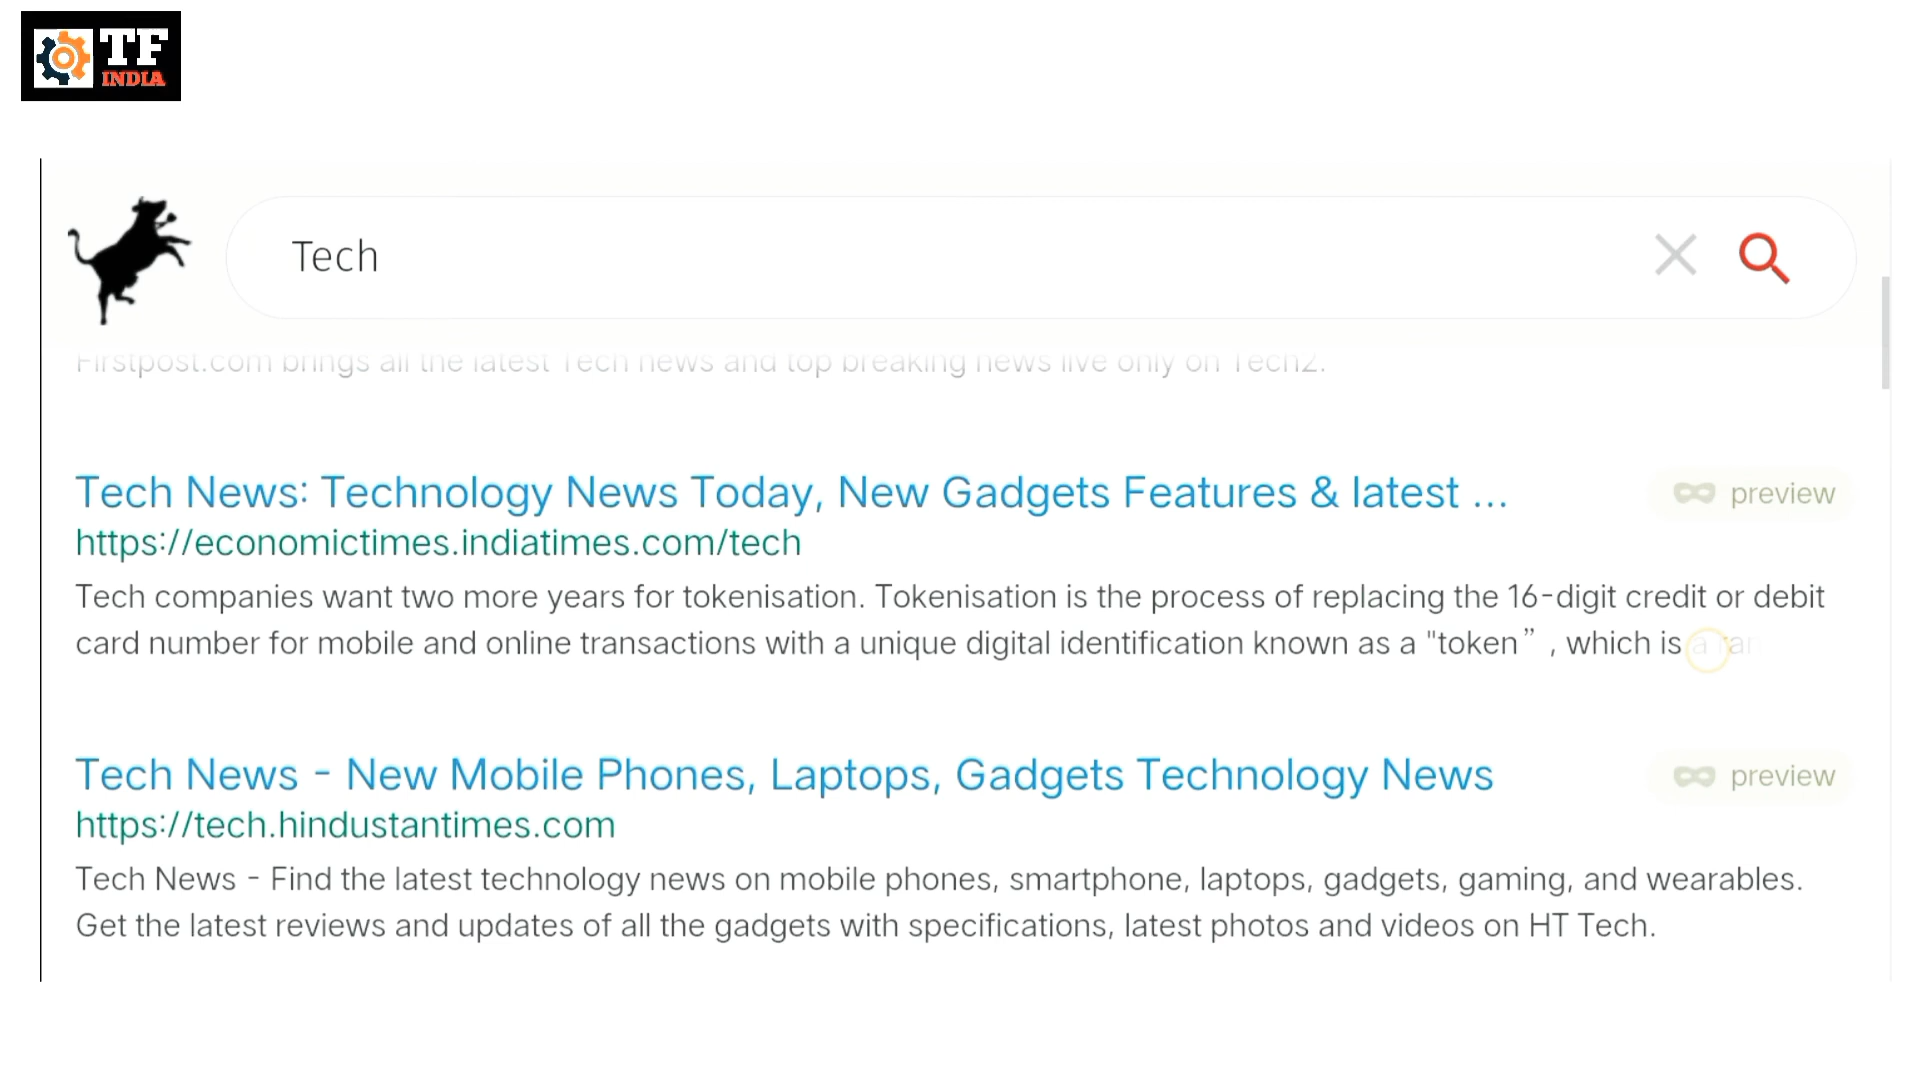 TF
INDIA
Tech
Firstpost.com brings all the latest Tech news and top breaking news live only on Tech2.
Tech News: Technology News Today, New Gadgets Features & latest ...
preview
https://economictimes.indiatimes.com/tech
Tech companies want two more years for tokenisation. Tokenisation is the process of replacing the 16-digit credit or debit
card number for mobile and online transactions with a unique digital identification known as a "token” , which is a
Tech News - New Mobile Phones, Laptops, Gadgets Technology News
preview
https://tech.hindustantimes.com
Tech News - Find the latest technology news on mobile phones, smartphone, laptops, gadgets, gaming, and wearables.
Get the latest reviews and updates of all the gadgets with specifications, latest photos and videos on HT Tech.